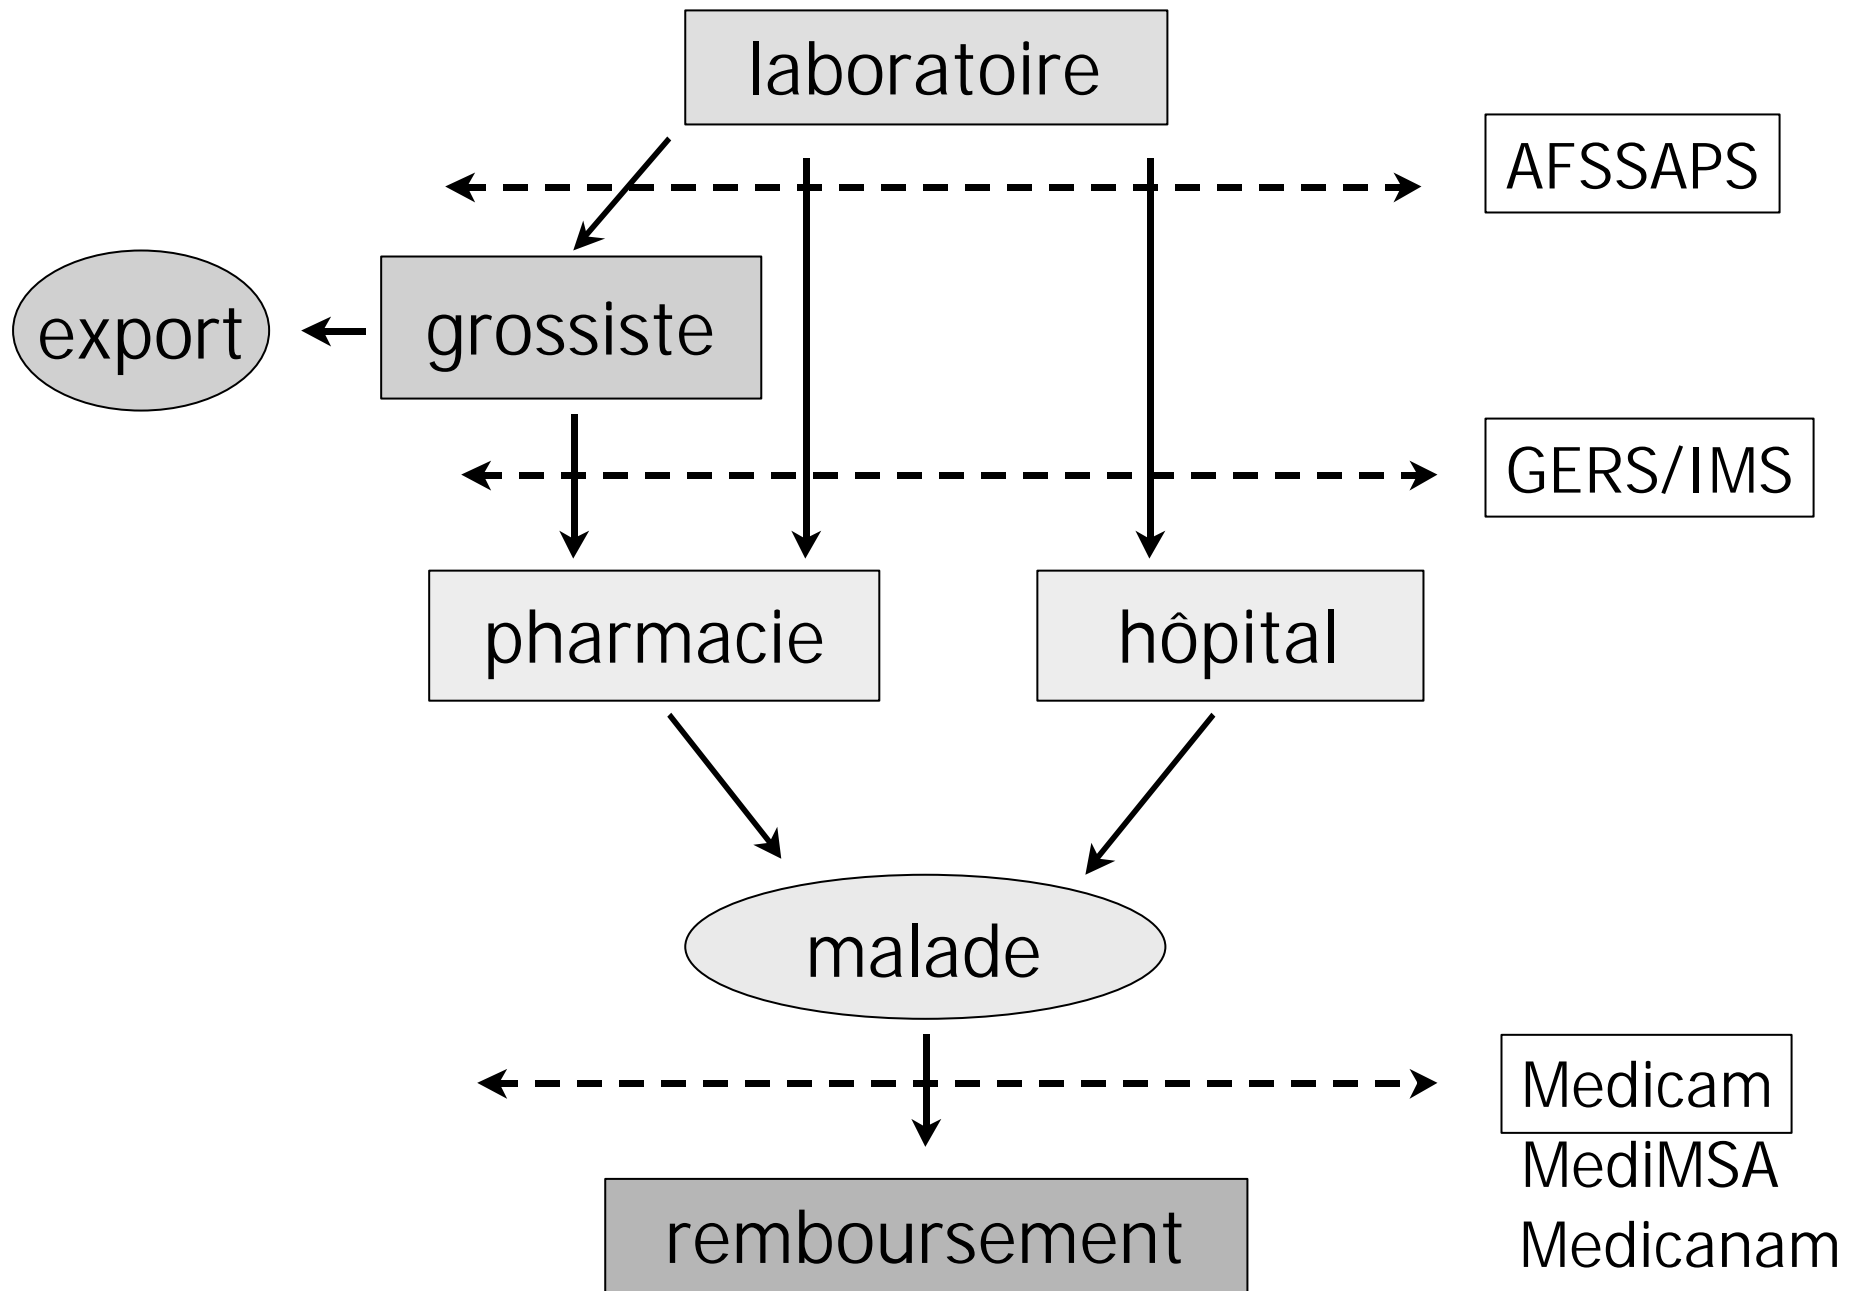 laboratoire
AFSSAPS
export
grossiste
GERS/IMS
pharmacie
hôpital
malade
Medicam
MediMSA
Medicanam
remboursement